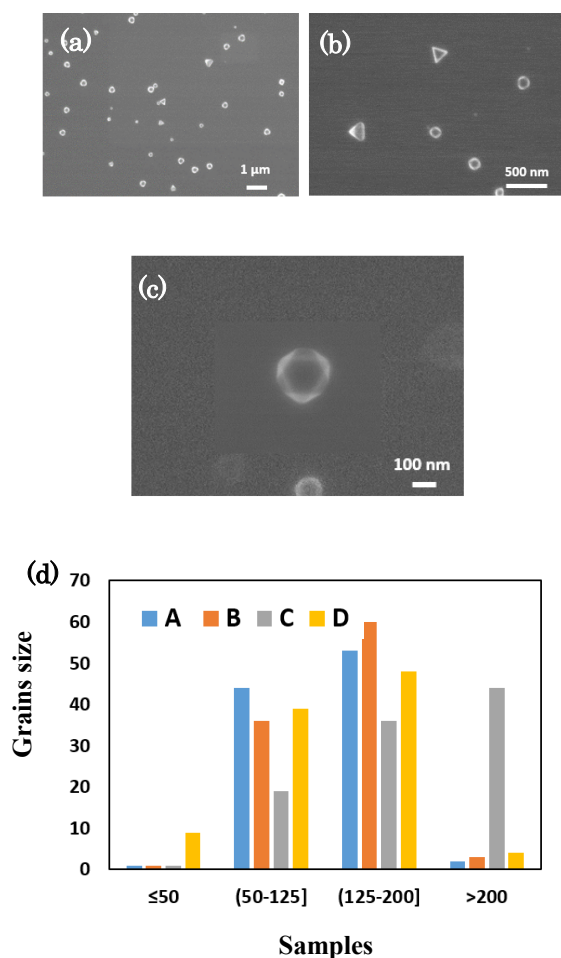 (a)
1 µm
(b)
500 nm
(c)
100 nm
(d)
70
60
50
40
30
20
10
0
A B C D
Grains size
≤50 (50-125] (125-200] >200
Samples